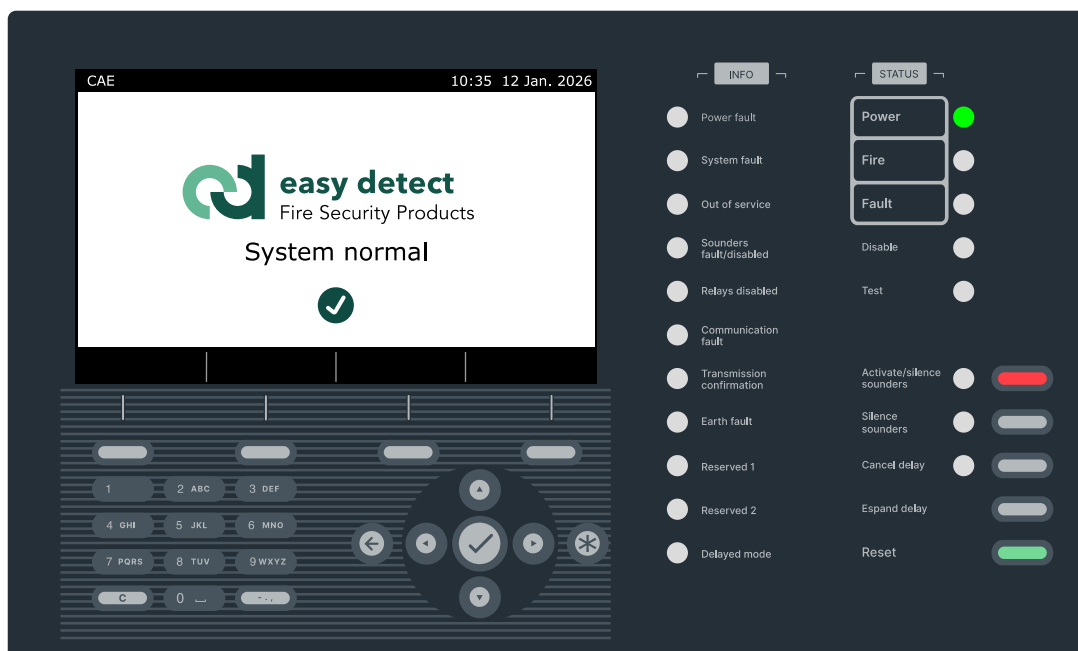 CAE 10:35 12 Jan. 2026
easy detect
Fire Security Products
System normal
1
2 ABC
3 DEF
4 GHI
5 JKL
6 MNO
7 PQRS
8 TUV
9 WXYZ
C
0
- . ,
INFO
Power fault
System fault
Out of service
Sounders
fault/disabled
Relays disabled
Communication
fault
Transmission
confirmation
Earth fault
Reserved 1
Reserved 2
Delayed mode
STATUS
Power
Fire
Fault
Disable
Test
Activate/silence
sounders
Silence
sounders
Cancel delay
Espand delay
Reset